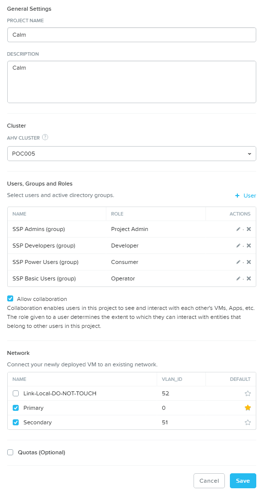 General Settings
PROJECT NAME
Calm
DESCRIPTION
Calm
Cluster
AHV CLUSTER ?
POC005
Users, Groups and Roles
Select users and active directory groups.
+ User
NAME ROLE ACTIONS
SSP Admins (group) Project Admin
SSP Developers (group) Developer
SSP Power Users (group) Consumer
SSP Basic Users (group) Operator
Allow collaboration
Collaboration enables users in this project to see and interact with each other's VMs, Apps, etc.
The role given to a user determines the extent to which they can interact with entities that
belong to other users in this project.
Network
Connect your newly deployed VM to an existing network.
NAME VLAN_ID DEFAULT
Link-Local-DO-NOT-TOUCH 52
Primary 0
Secondary 51
Quotas (Optional)
Cancel Save